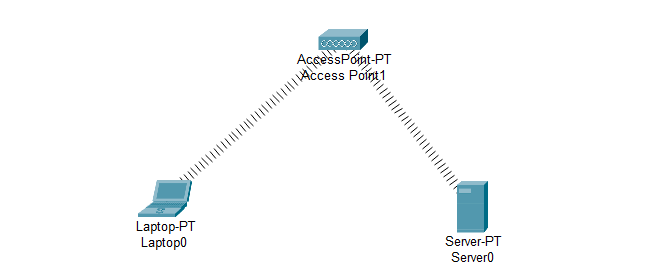 AccessPoint-PT
Access Point1
Laptop-PT
Laptop0
Server-PT
Server0